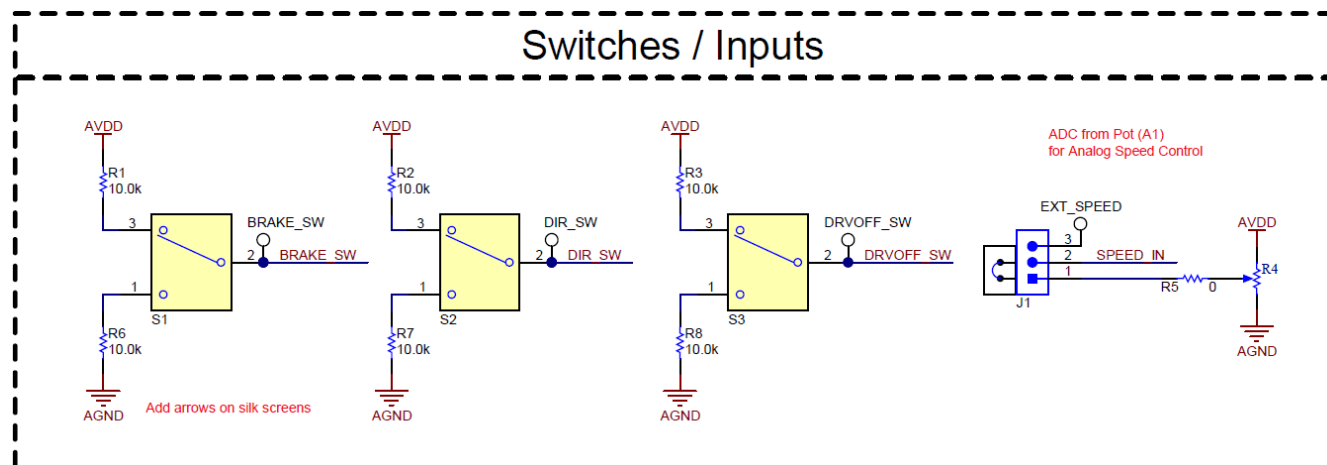 Switches / Inputs
AVDD
AVDD
AVDD
ADC from Pot (A1)
for Analog Speed Control
R1
10.0k
R2
10.0k
R3
10.0k
EXT_SPEED
AVDD
3
BRAKE_SW
3
DIR_SW
3
DRVOFF_SW
3
2
BRAKE_SW
2
DIR_SW
2
DRVOFF_SW
2
SPEED_IN
1
R5
0
R4
J1
1
S1
1
S2
1
S3
R6
10.0k
R7
10.0k
R8
10.0k
AGND
AGND
Add arrows on silk screens
AGND
AGND